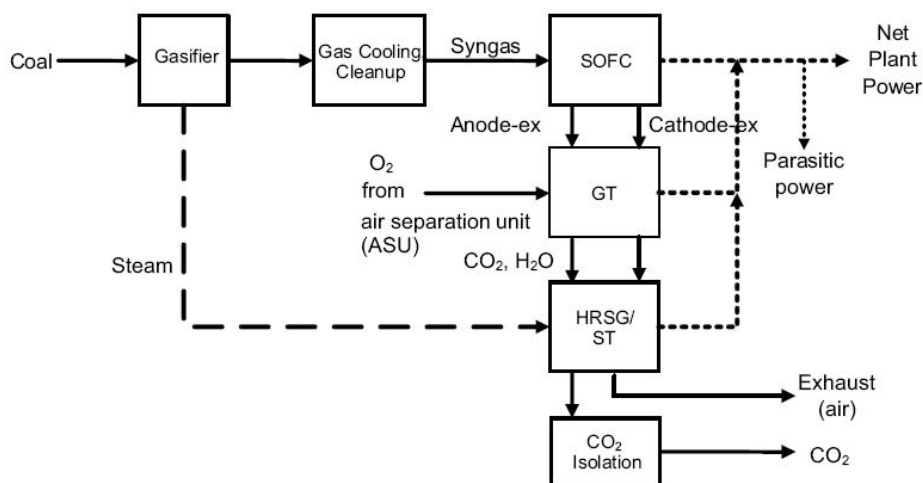 Coal
Gasifier
Gas Cooling,
Cleanup
Syngas
SOFC
Net
Plant
Power
Anode-ex
Cathode-ex
Parasitic
power
O₂
from
air separation unit
(ASU)
GT
CO₂, H₂O
Steam
HRSG/
ST
Exhaust
(air)
CO₂
Isolation
CO₂